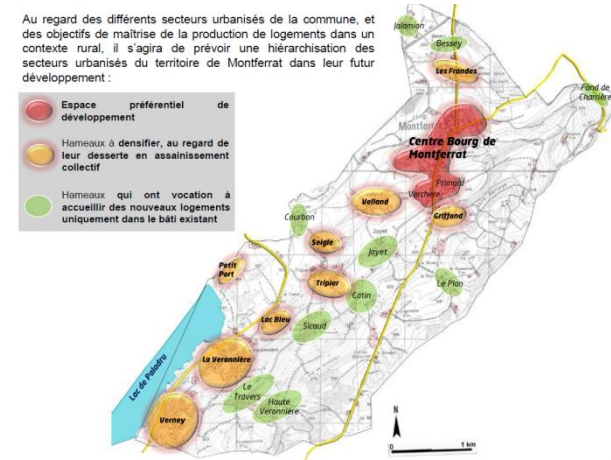 Au regard des différents secteurs urbanisés de la commune, et
des objectifs de maîtrise de la production de logements dans un
contexte rural, il s'agira de prévoir une hiérarchisation des
secteurs urbanisés du territoire de Montferrat dans leur futur
développement :
Espace préférentiel de
développement
Hameaux à densifier, au regard de
leur desserte en assainissement
collectif
Hameaux qui ont vocation à
accueillir des nouveaux logements
uniquement dans le bâti existant
Jalamion
Bessey
Les Frandes
Fond de
Charrière
Montferrat
Centre Bourg de
Montferrat
Primard
Verchère
Velland
Griffond
Courbon
Seigle
Jayet
Jayet
Petit
Port
Tripier
Catin
Le Plan
Lac Bleu
Sicaud
La Veronnière
Lac de Paladru
Le
Travers
Haute
Veronnière
Verney
N
0
1 km